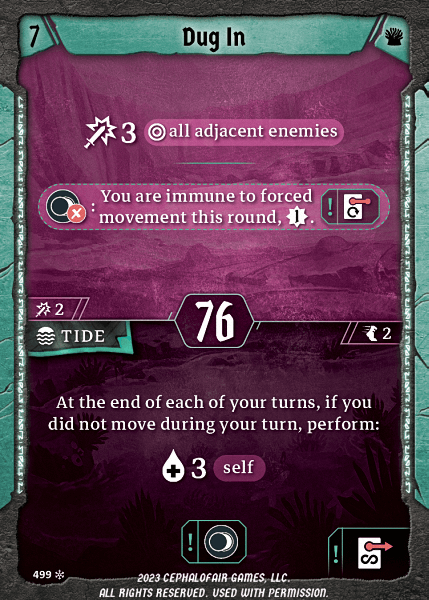 7 Dug In
3 all adjacent enemies
: You are immune to forced
movement this round, 1 . !
2
76
TIDE
2
At the end of each of your turns, if you
did not move during your turn, perform:
3 self
! !
499
2023 CEPHALOFAIR GAMES, LLC.
ALL RIGHTS RESERVED. USED WITH PERMISSION.